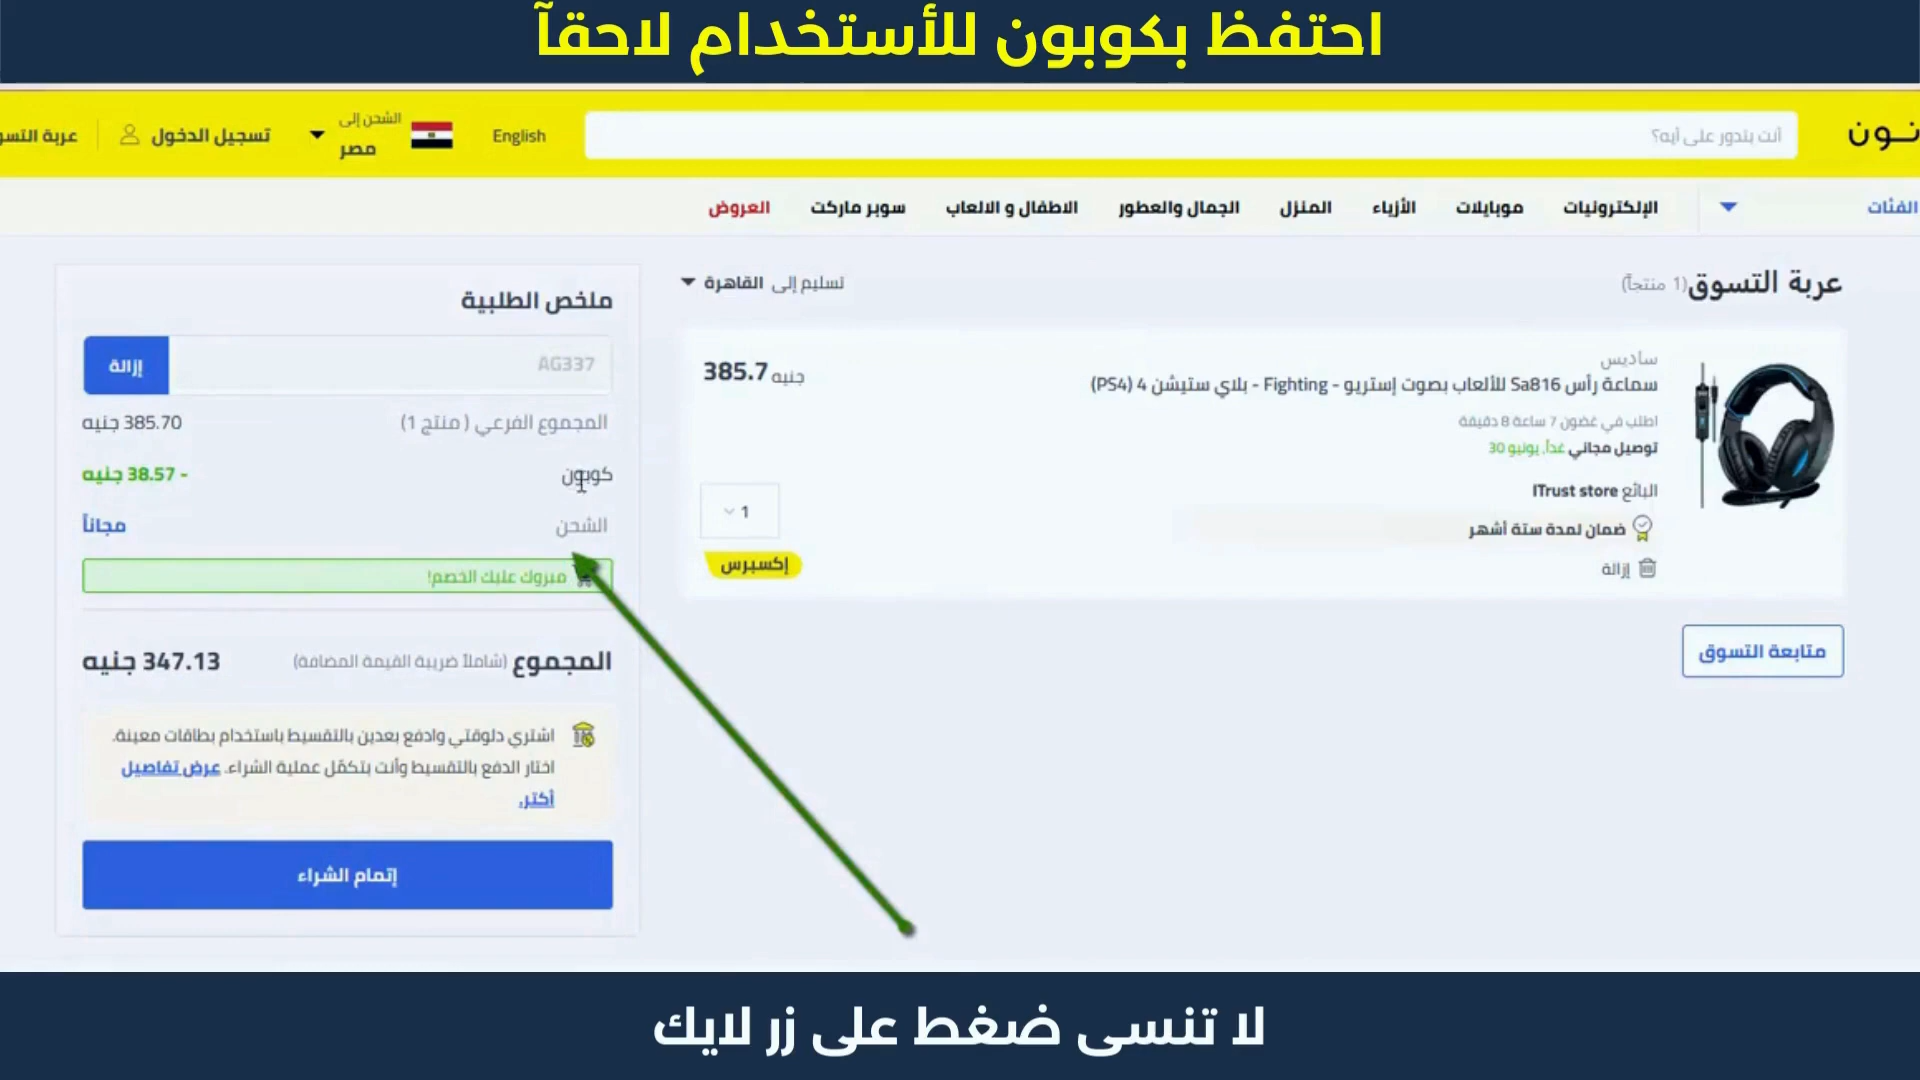 احتفظ بكوبون للأستخدام لاحقآ
نـون
أنت بتدور على أيه؟
English
الشحن إلى
مصر
تسجيل الدخول
عربة التسو
الفئات
الإلكترونيات
موبايلات
الأزياء
المنزل
الجمال والعطور
الاطفال و الالعاب
سوبر ماركت
العروض
عربة التسوق (1 منتجاً)
تسليم إلى القاهرة
ساديس
سماعة رأس Sa816 للألعاب بصوت إستريو - Fighting - بلاي ستيشن 4 (PS4)
جنيه 385.7
اطلب في غضون 7 ساعة 8 دقيقة
توصيل مجاني غداً, يونيو 30
البائع ITrust store
ضمان لمدة ستة أشهر
إزالة
1
إكسبرس
متابعة التسوق
ملخص الطلبية
AG337
إزالة
المجموع الفرعي ( منتج 1) 385.70 جنيه
كوبون - 38.57 جنيه
الشحن مجاناً
مبروك عليك الخصم!
المجموع (شاملاً ضريبة القيمة المضافة) 347.13 جنيه
اشتري دلوقتي وادفع بعدين بالتقسيط باستخدام بطاقات معينة.
اختار الدفع بالتقسيط وأنت بتكمّل عملية الشراء. عرض تفاصيل
أكتر.
إتمام الشراء
لا تنسى ضغط على زر لايك